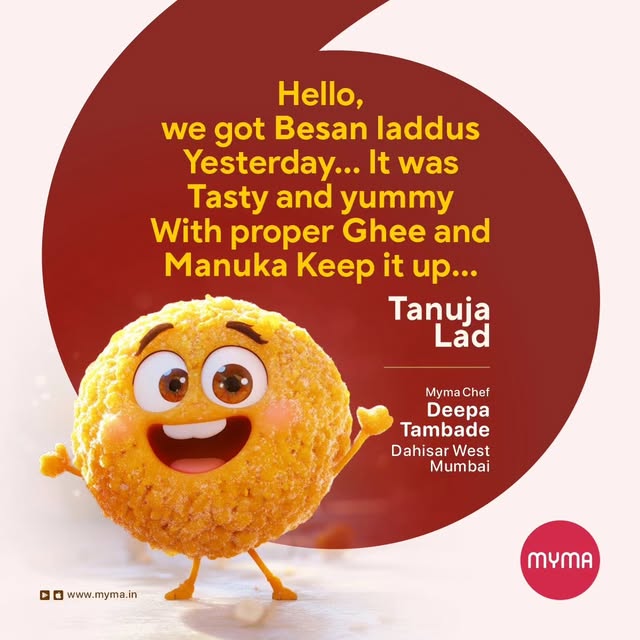 Hello,
we got Besan laddus
Yesterday... It was
Tasty and yummy
With proper Ghee and
Manuka Keep it up...
Tanuja
Lad
Myma Chef
Deepa
Tambade
Dahisar West
Mumbai
MYMA
www.myma.in